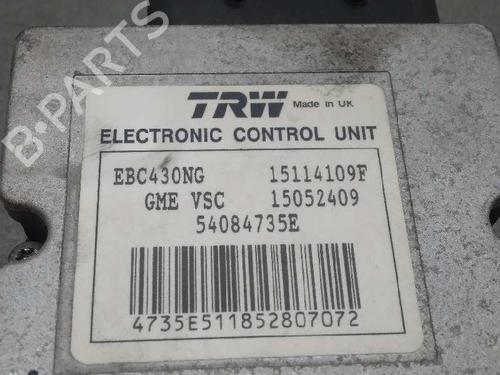 B-PARTS
TRW Made in UK
ELECTRONIC CONTROL UNIT
EBC430NG 15114109F
GME VSC 15052409
54084735E
4735E511852807072